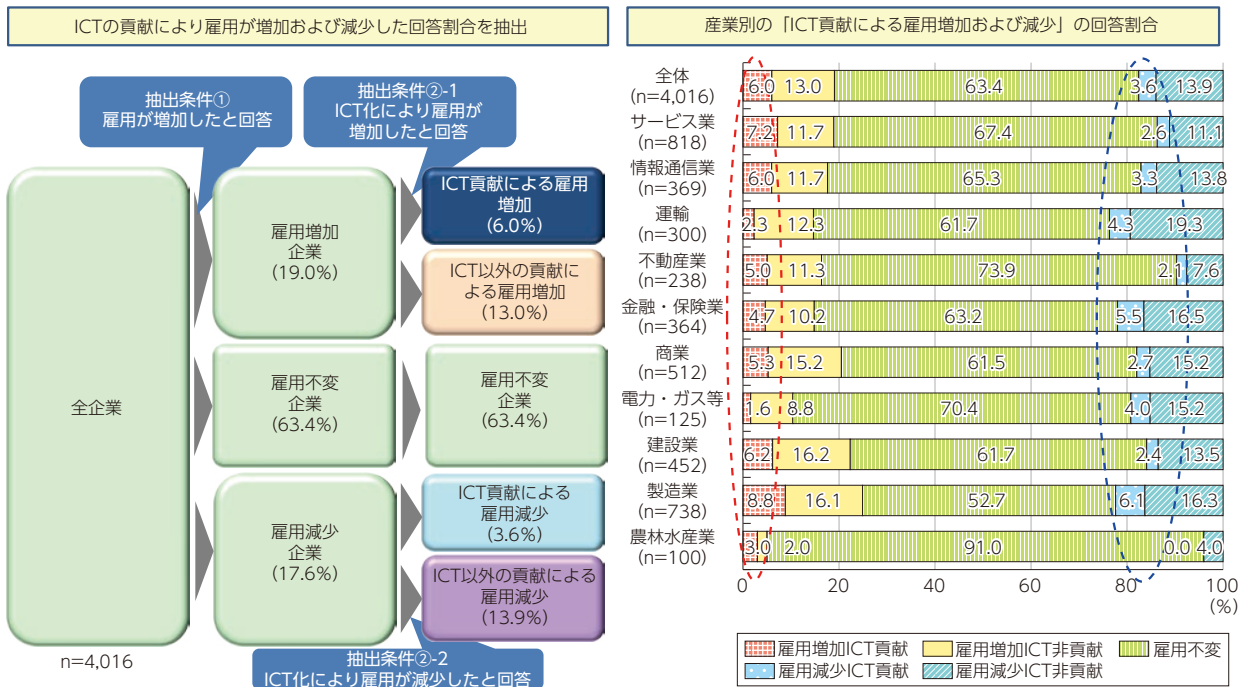 ICTの貢献により雇用が増加および減少した回答割合を抽出
抽出条件①
雇用が増加したと回答
抽出条件②-1
ICT化により雇用が
増加したと回答
全企業
n=4,016
雇用増加
企業
(19.0%)
ICT貢献による雇用
増加
(6.0%)
ICT以外の貢献に
よる雇用増加
(13.0%)
雇用不変
企業
(63.4%)
雇用不変
企業
(63.4%)
雇用減少
企業
(17.6%)
ICT貢献による
雇用減少
(3.6%)
ICT以外の貢献による
雇用減少
(13.9%)
抽出条件②-2
ICT化により雇用が減少したと回答
産業別の「ICT貢献による雇用増加および減少」の回答割合
全体
(n=4,016)
6.0 13.0 63.4 3.6 13.9
サービス業
(n=818)
7.2 11.7 67.4 2.6 11.1
情報通信業
(n=369)
6.0 11.7 65.3 3.3 13.8
運輸
(n=300)
2.3 12.3 61.7 4.3 19.3
不動産業
(n=238)
5.0 11.3 73.9 2.1 7.6
金融・保険業
(n=364)
4.7 10.2 63.2 5.5 16.5
商業
(n=512)
5.3 15.2 61.5 2.7 15.2
電力・ガス等
(n=125)
1.6 8.8 70.4 4.0 15.2
建設業
(n=452)
6.2 16.2 61.7 2.4 13.5
製造業
(n=738)
8.8 16.1 52.7 6.1 16.3
農林水産業
(n=100)
3.0 2.0 91.0 0.0 4.0
0 20 40 60 80 100
(%)
雇用増加ICT貢献 雇用増加ICT非貢献 雇用不変
雇用減少ICT貢献 雇用減少ICT非貢献